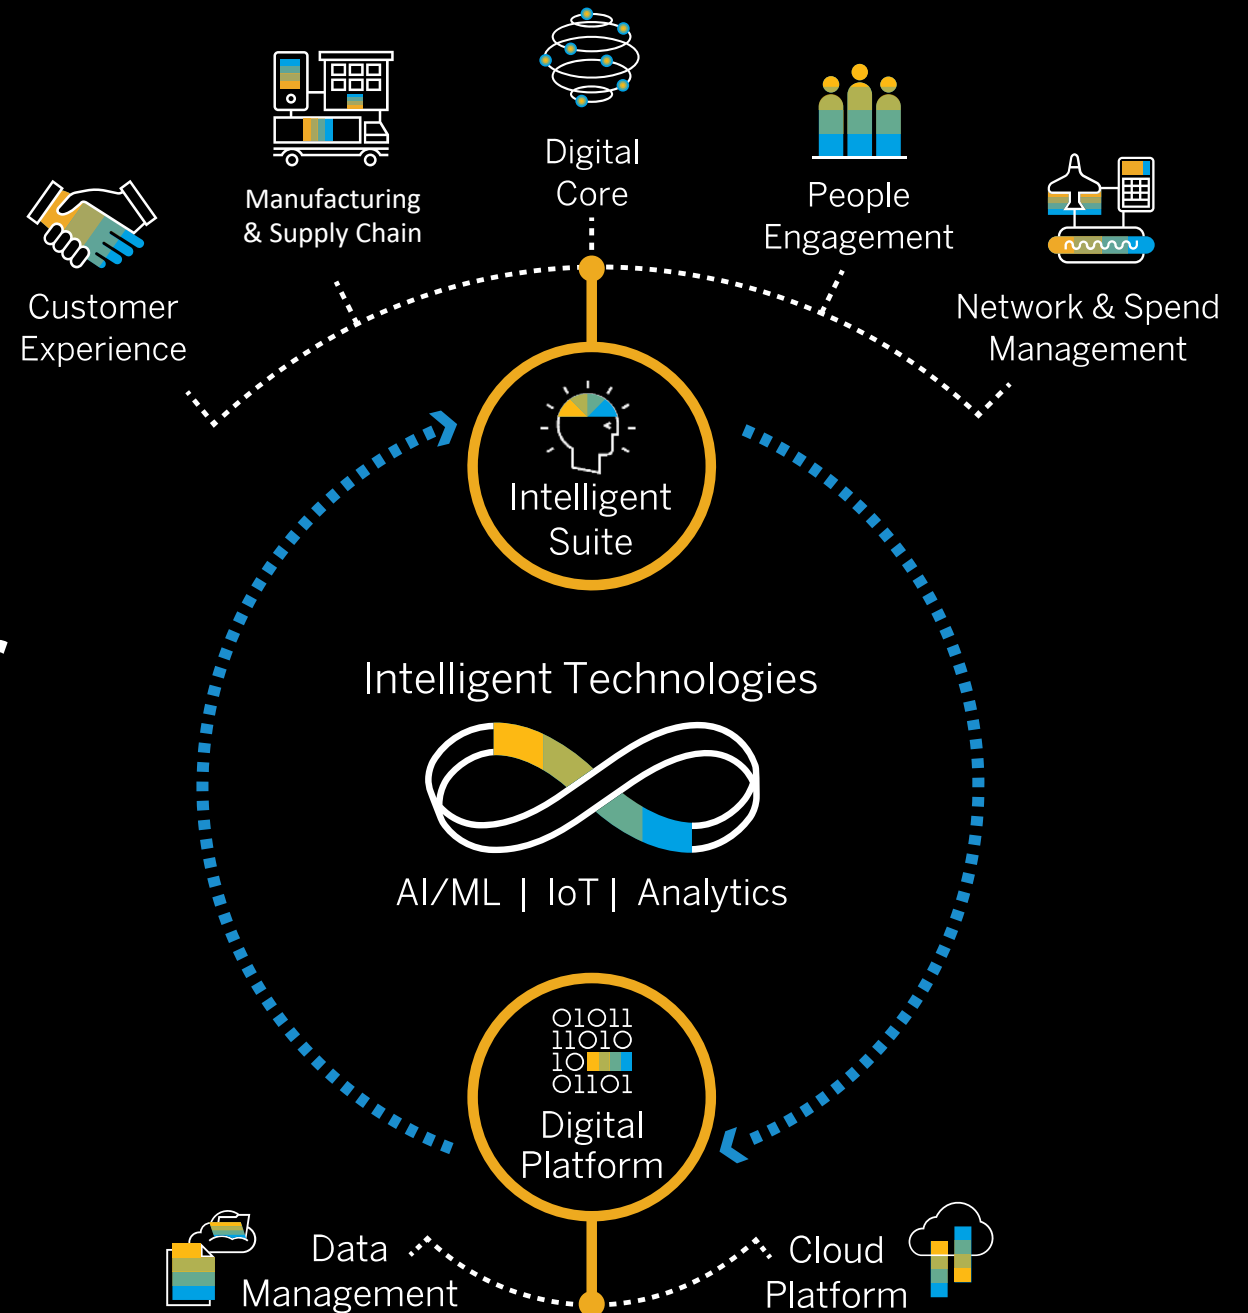 Digital
Core
Manufacturing
& Supply Chain
People
Engagement
Customer
Experience
Network & Spend
Management
Intelligent
Suite
Intelligent Technologies
AI/ML | IoT | Analytics
01011
11010
10
01101
Digital
Platform
Data
Management
Cloud
Platform